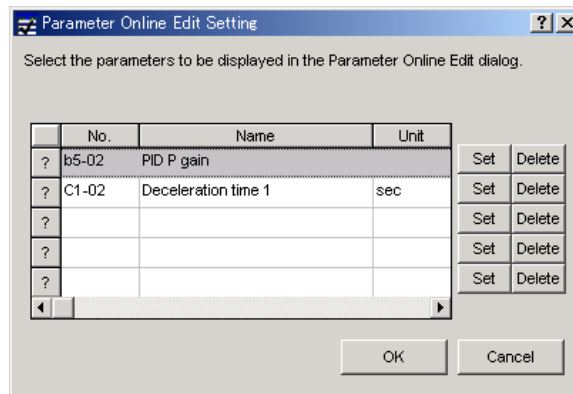 Parameter Online Edit Setting ? X
Select the parameters to be displayed in the Parameter Online Edit dialog.
No. Name Unit
? b5-02 PID P gain Set Delete
? C1-02 Deceleration time 1 sec Set Delete
? Set Delete
? Set Delete
? Set Delete
OK Cancel